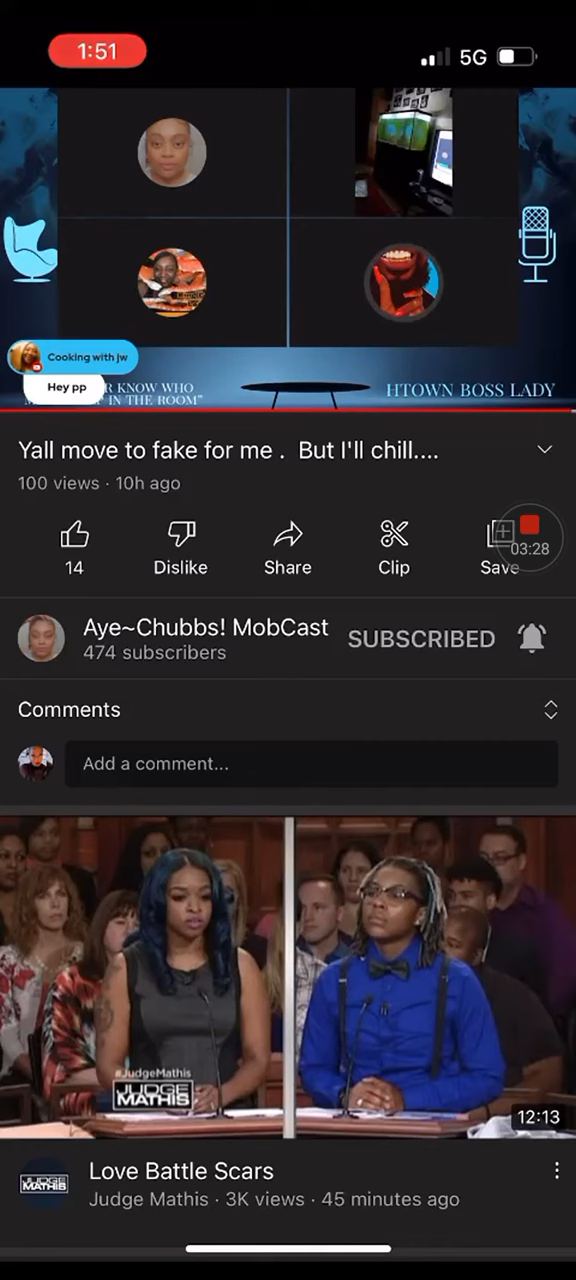 1:51
5G
Cooking with jw
Hey pp
R KNOW WHO
IN THE ROOM"
HTOWN BOSS LADY
Yall move to fake for me . But I'll chill....
100 views · 10h ago
14
Dislike
Share
Clip
Save
03:28
Aye~Chubbs! MobCast
474 subscribers
SUBSCRIBED
Comments
Add a comment...
#JudgeMathis
JUDGE
MATHIS
12:13
JUDGE
MATHIS
Love Battle Scars
Judge Mathis · 3K views · 45 minutes ago